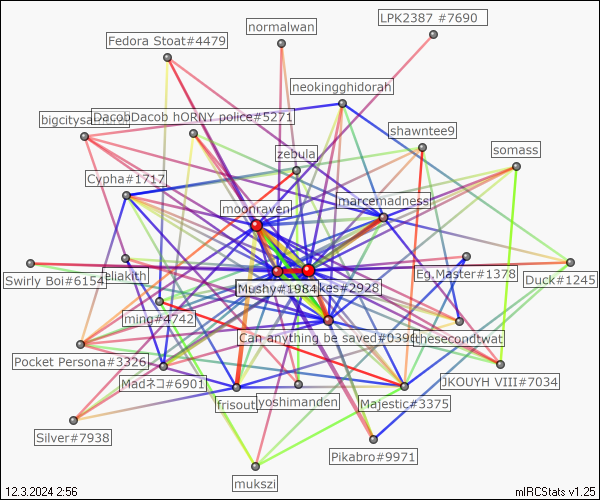 LPK2387 #7690
normalwan
Fedora Stoat#4479
neokingghidorah
DacobDacob hORNY police#5271
shawntee9
somass
zebula
Cypha#1717
marcemadness
moonraven
eliakith
Eg.Master#1378
Swirly Boi#6154
Duck#1245
Mushy#1984
kes#2928
ming#4742
Can anything be saved#0390
thesecondtwat
Pocket Persona#3326
Madネコ#6901
JKOUYH VIII#7034
frisout
yoshimanden
Majestic#3375
Silver#7938
Pikabro#9971
mukszi
12.3.2024 2:56
mIRCStats v1.25